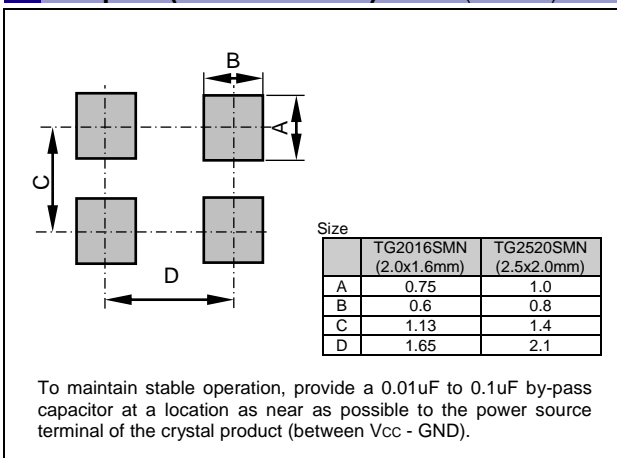 B
A
C
D
Size
TG2016SMN TG2520SMN
(2.0x1.6mm) (2.5x2.0mm)
A 0.75 1.0
B 0.6 0.8
C 1.13 1.4
D 1.65 2.1
To maintain stable operation, provide a 0.01uF to 0.1uF by-pass
capacitor at a location as near as possible to the power source
terminal of the crystal product (between Vcc - GND).